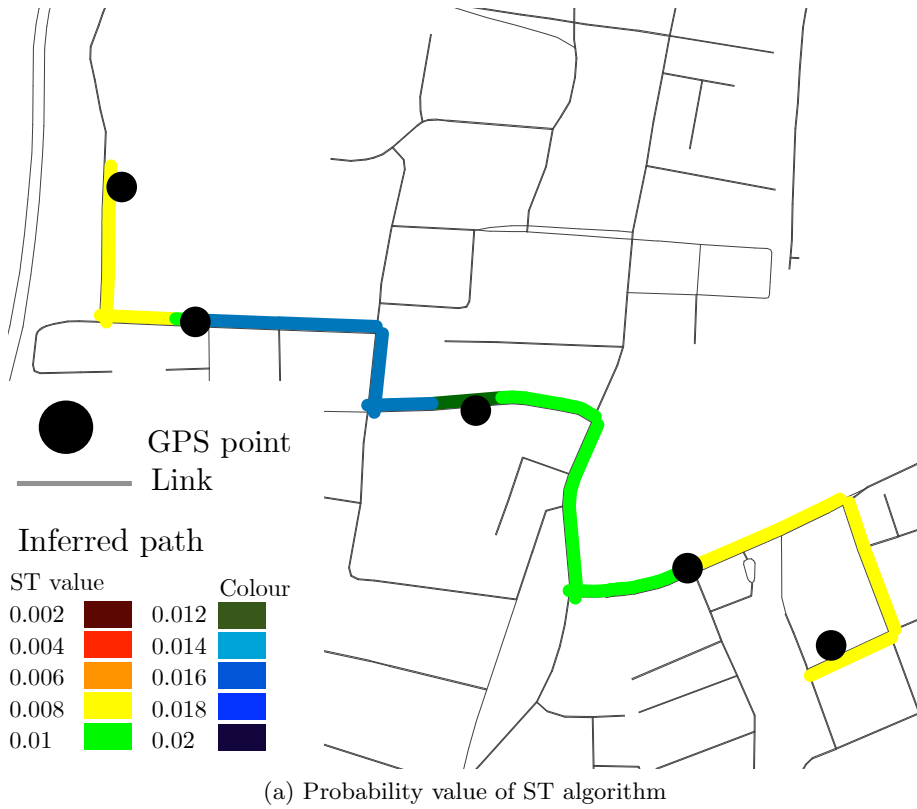 GPS point
Link
Inferred path
ST value Colour
0.002 0.012
0.004 0.014
0.006 0.016
0.008 0.018
0.01 0.02
(a) Probability value of ST algorithm